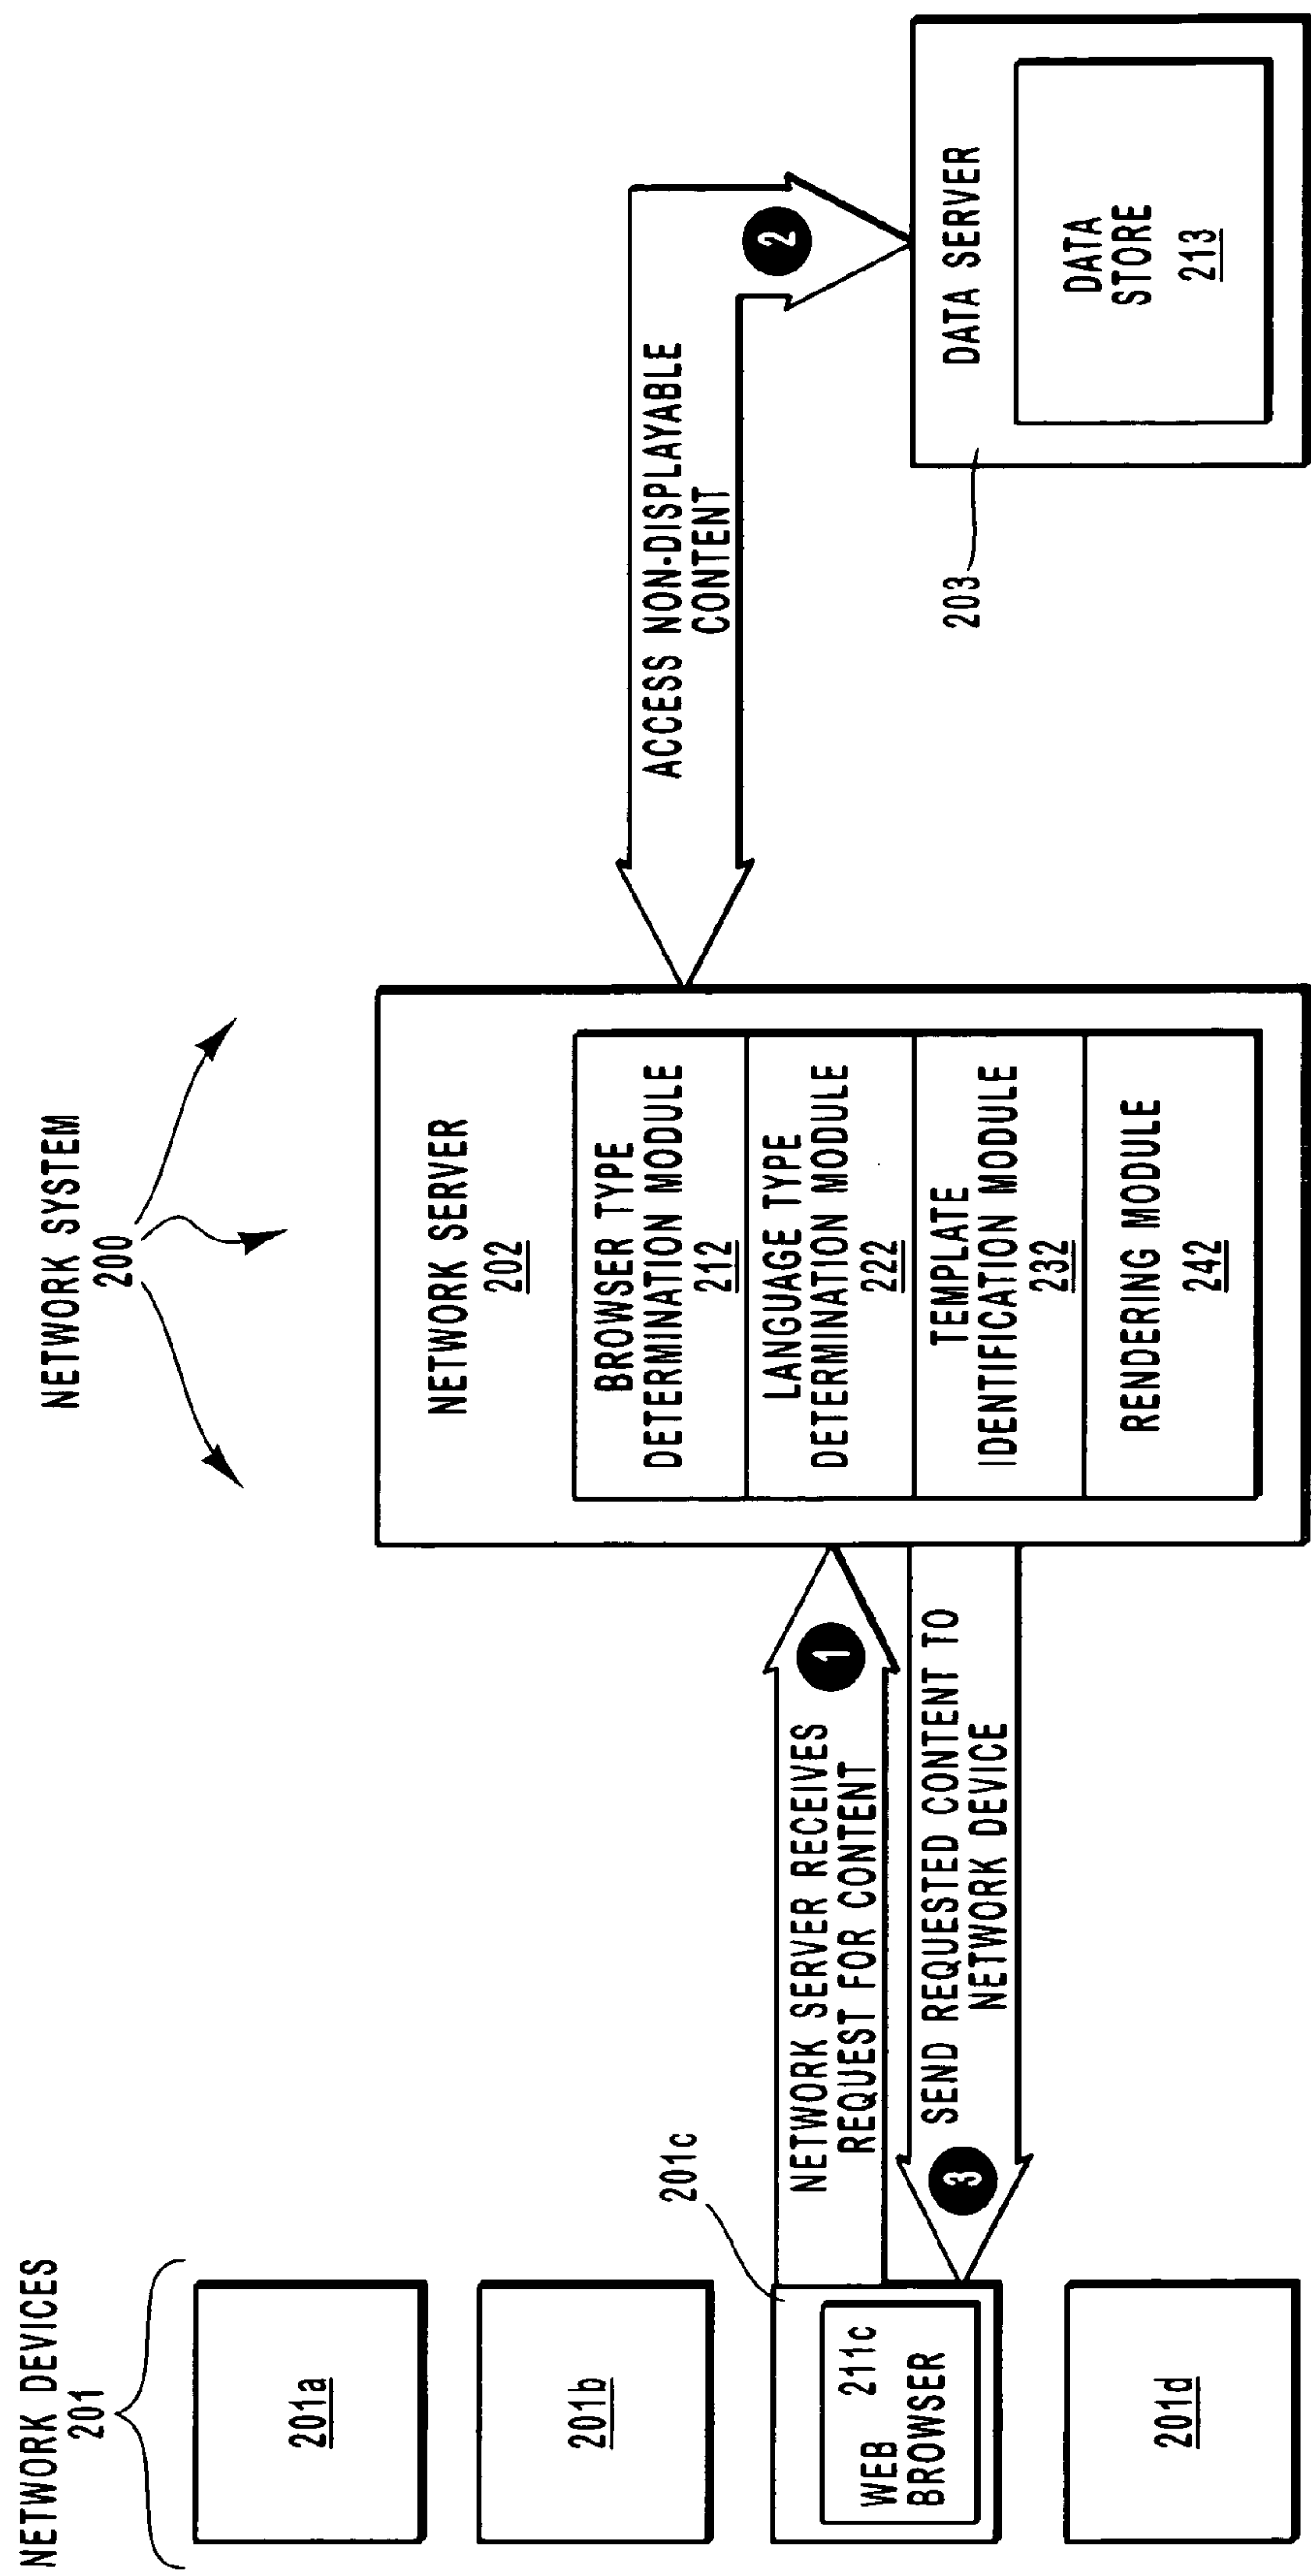 NETWORK SYSTEM
200
NETWORK DEVICES
201
201a
201b
201c
WEB 211c
BROWSER
201d
NETWORK SERVER RECEIVES
REQUEST FOR CONTENT
1
SEND REQUESTED CONTENT TO
NETWORK DEVICE
3
NETWORK SERVER
202
BROWSER TYPE
DETERMINATION MODULE
212
LANGUAGE TYPE
DETERMINATION MODULE
222
TEMPLATE
IDENTIFICATION MODULE
232
RENDERING MODULE
242
ACCESS NON-DISPLAYABLE
CONTENT
2
203
DATA SERVER
DATA
STORE
213